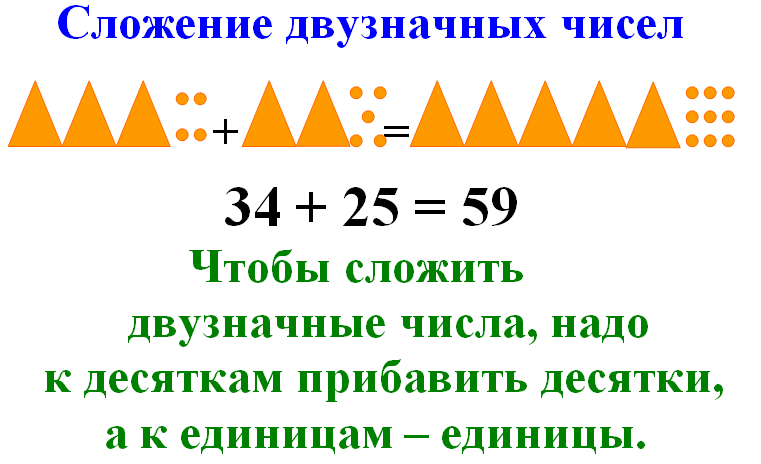 Сложение двузначных чисел
+ =
34 + 25 = 59
Чтобы сложить
двузначные числа, надо
к десяткам прибавить десятки,
а к единицам – единицы.